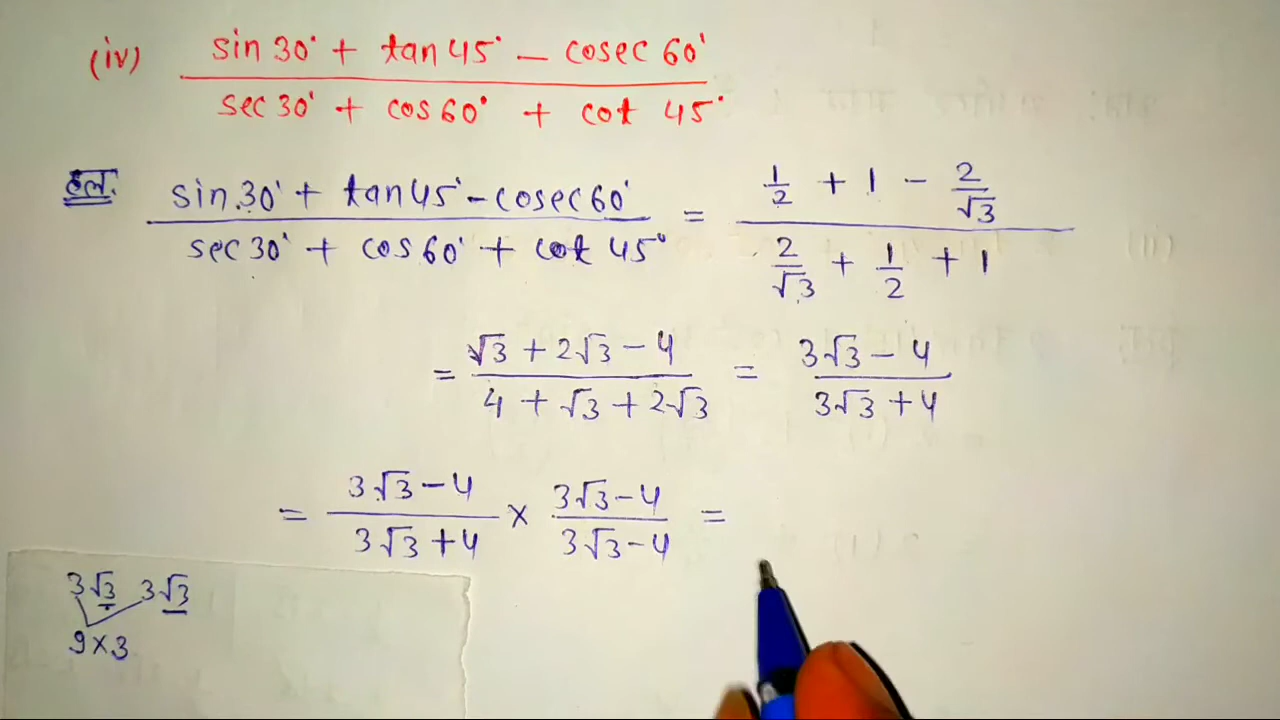 (iv) sin 30° + tan 45° - cosec 60°
sec 30° + cos 60° + cot 45°
हल. sin 30° + tan 45° - cosec 60° = 1/2 + 1 - 2/√3
sec 30° + cos 60° + cot 45° 2/√3 + 1/2 + 1
= √3 + 2√3 - 4 = 3√3 - 4
4 + √3 + 2√3 3√3 + 4
= 3√3 - 4 × 3√3 - 4 =
3√3 + 4 3√3 - 4
3√3 3√3
9 × 3